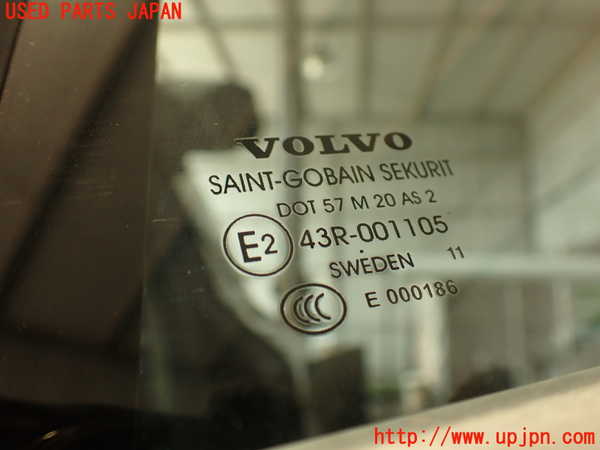 USED PARTS JAPAN
VOLVO
SAINT-GOBAIN SEKURIT
DOT 57 M 20 AS 2
E2 43R-001105
SWEDEN 11
CCC E 000186
http://www.upjpn.com/